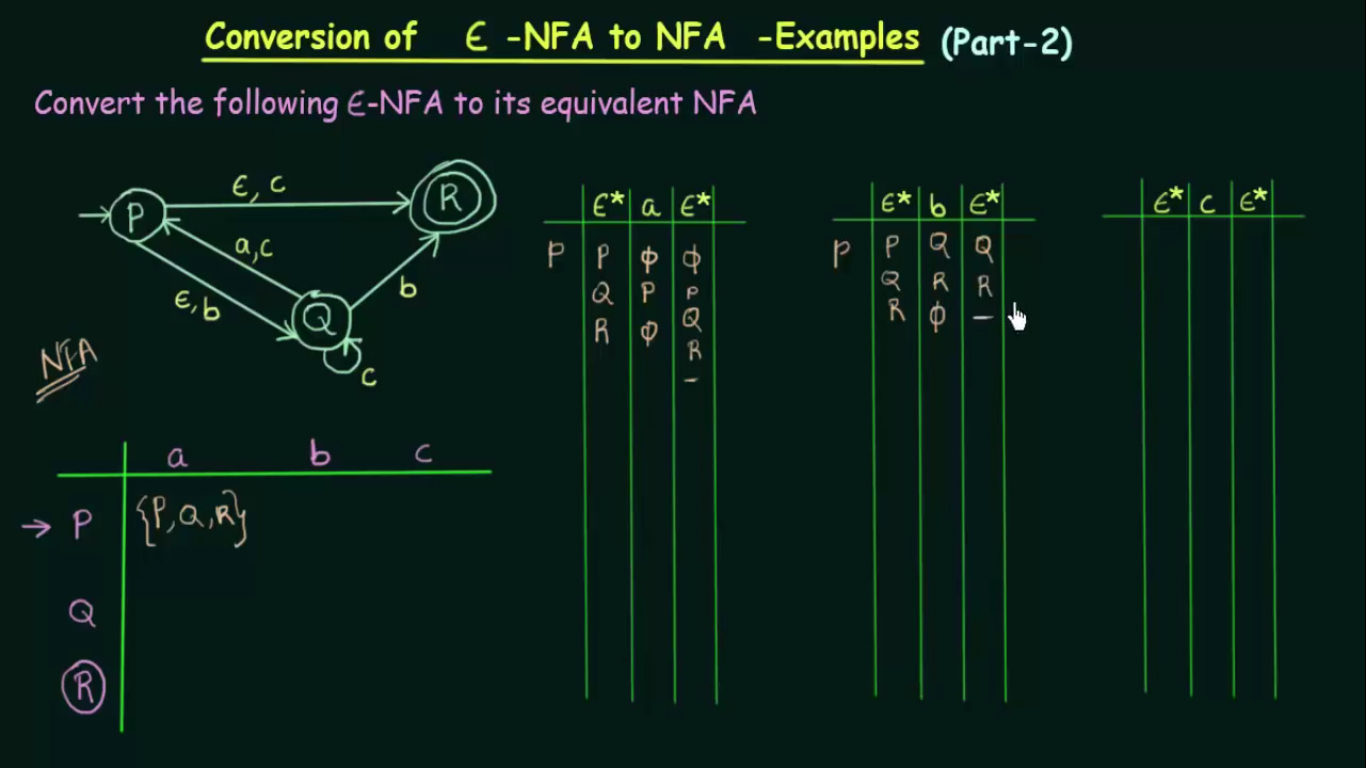 Conversion of ϵ -NFA to NFA -Examples (Part-2)
Convert the following ϵ-NFA to its equivalent NFA
ϵ, c
P
R
a,c
ϵ,b
b
Q
c
NFA
a b c
→ P {P,Q,R}
Q
R
ϵ* a ϵ*
P P ϕ ϕ
Q P P
Q
R ϕ
R
–
ϵ* b ϵ*
P P Q Q
Q R R
R ϕ –
ϵ* c ϵ*